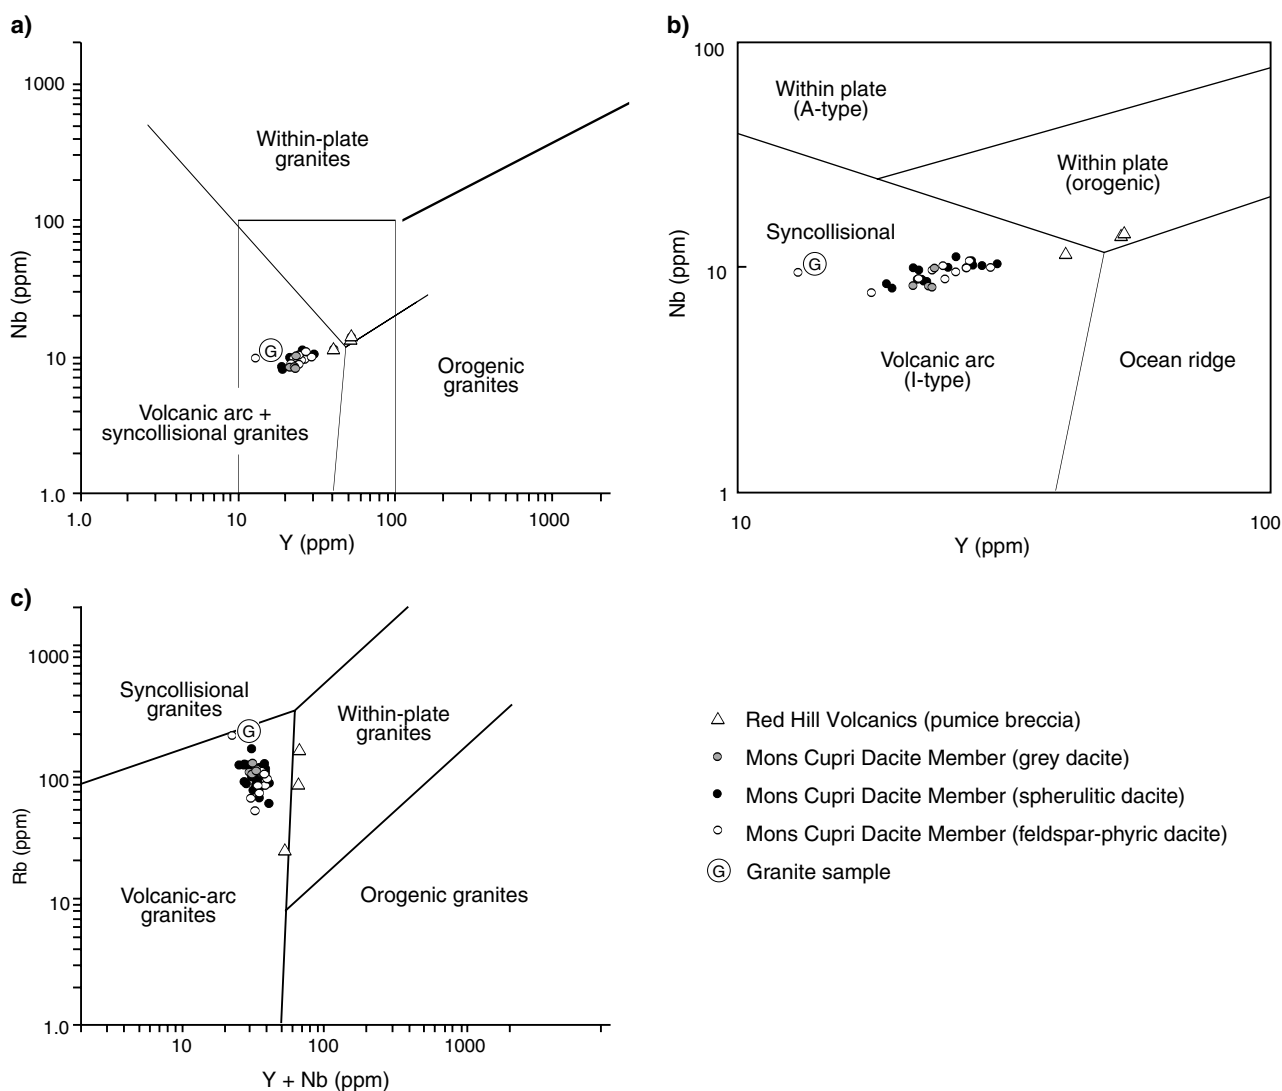 a)
1000
100
10
1.0
Nb (ppm)
Within-plate
granites
G
Orogenic
granites
Volcanic arc +
syncollisional granites
1.0
10
100
1000
Y (ppm)
b)
100
10
1
Nb (ppm)
Within plate
(A-type)
Within plate
(orogenic)
Syncollisional
G
Volcanic arc
(I-type)
Ocean ridge
10
100
Y (ppm)
c)
1000
100
10
1.0
Rb (ppm)
Syncollisional
granites
G
Within-plate
granites
Volcanic-arc
granites
Orogenic granites
10
100
1000
Y + Nb (ppm)
Red Hill Volcanics (pumice breccia)
Mons Cupri Dacite Member (grey dacite)
Mons Cupri Dacite Member (spherulitic dacite)
Mons Cupri Dacite Member (feldspar-phyric dacite)
G Granite sample